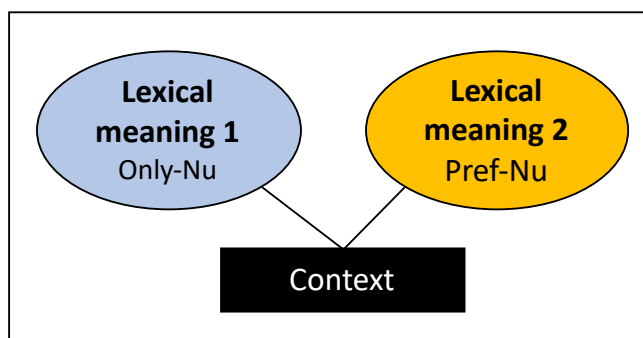 Lexical
meaning 1
Only-Nu
Lexical
meaning 2
Pref-Nu
Context